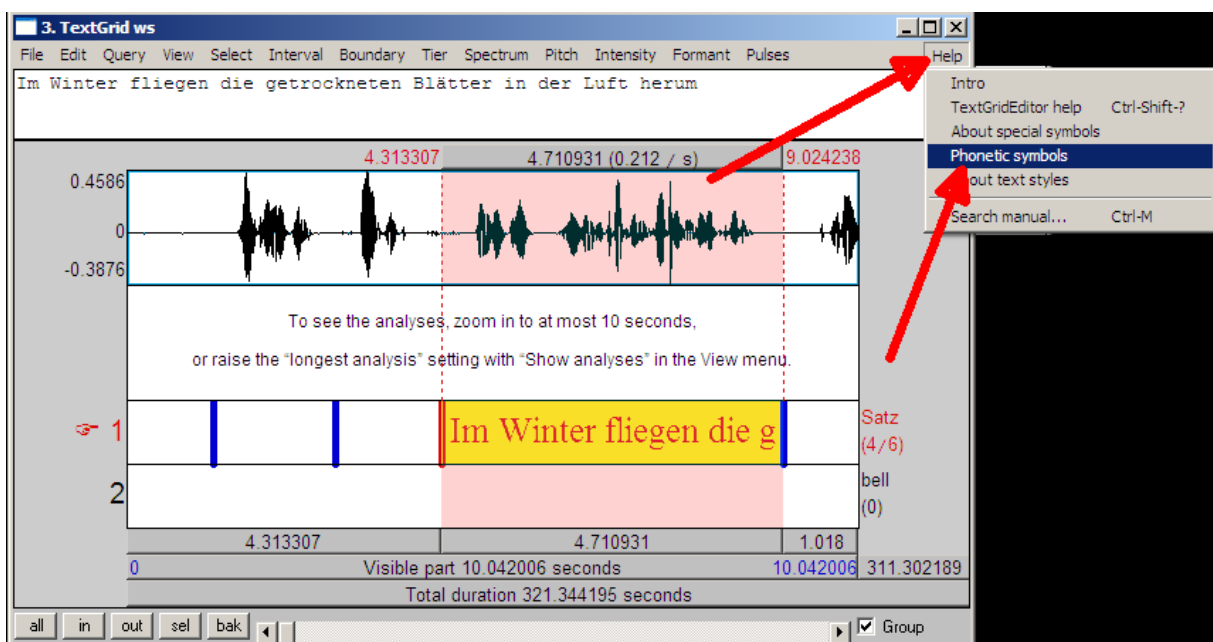 3. TextGrid ws
File Edit Query View Select Interval Boundary Tier Spectrum Pitch Intensity Formant Pulses Help
Im Winter fliegen die getrockneten Blätter in der Luft herum
Intro
TextGridEditor help Ctrl-Shift-?
About special symbols
Phonetic symbols
out text styles
Search manual... Ctrl-M
4.313307 4.710931 (0.212 / s) 9.024238
0.4586
0
-0.3876
To see the analyses, zoom in to at most 10 seconds,
or raise the “longest analysis” setting with “Show analyses” in the View menu.
1 Im Winter fliegen die g Satz
(4/6)
2 bell
(0)
4.313307 4.710931 1.018
0 Visible part 10.042006 seconds 10.042006 311.302189
Total duration 321.344195 seconds
all in out sel bak Group